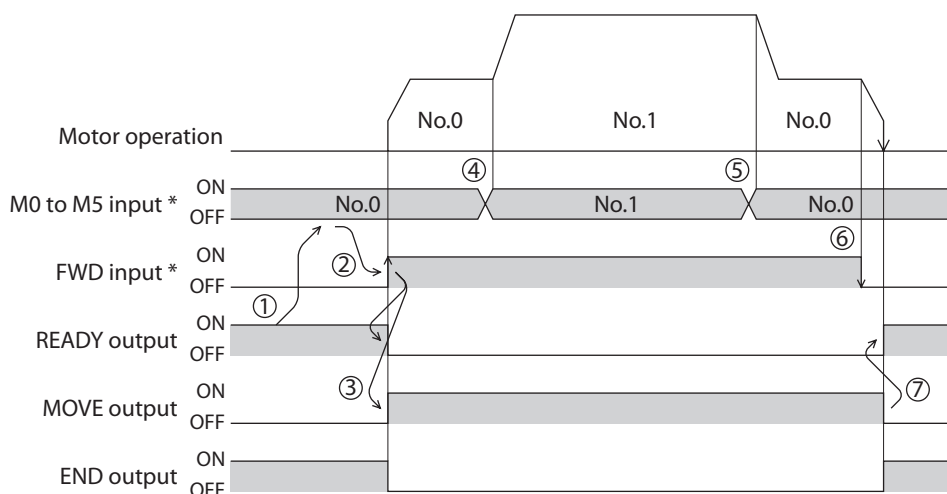 No.0 No.1 No.0
Motor operation
④ ⑤
M0 to M5 input * ON OFF No.0 No.1 No.0
② ⑥
FWD input * ON OFF
①
READY output ON OFF
③ ⑦
MOVE output ON OFF
END output ON OFF